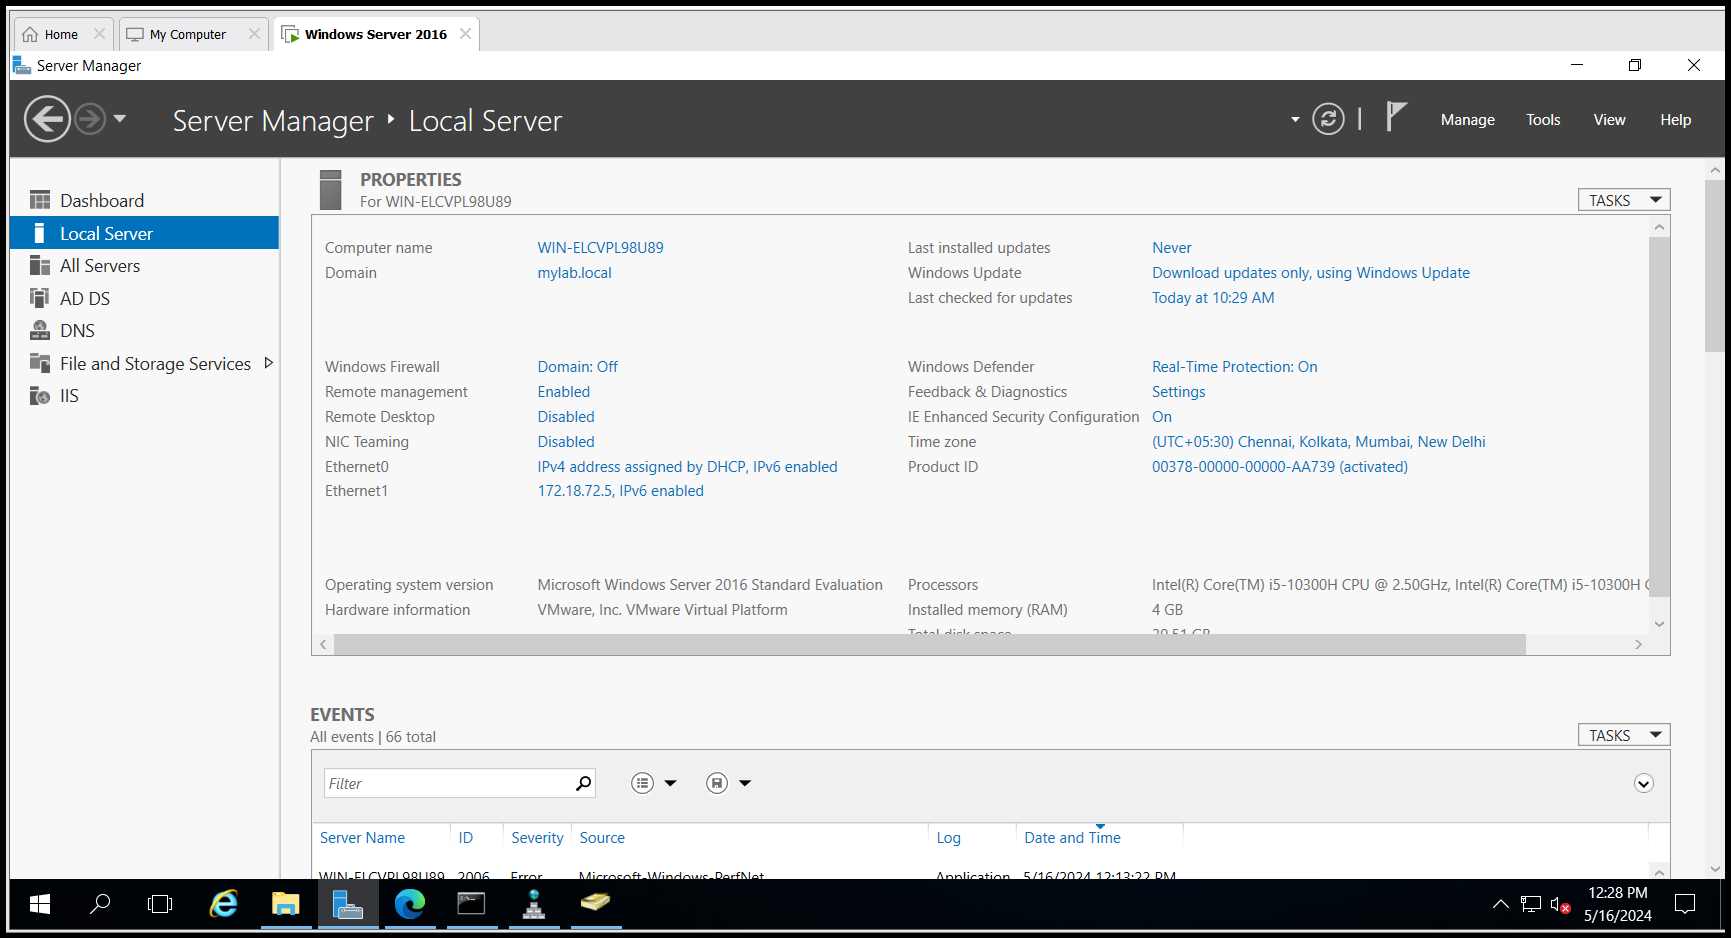 Home
My Computer
Windows Server 2016
Server Manager
Server Manager Local Server
Manage Tools View Help
Dashboard
Local Server
All Servers
AD DS
DNS
File and Storage Services
IIS
PROPERTIES
For WIN-ELCVPL98U89
TASKS
Computer name WIN-ELCVPL98U89
Domain mylab.local
Last installed updates Never
Windows Update Download updates only, using Windows Update
Last checked for updates Today at 10:29 AM
Windows Firewall Domain: Off
Remote management Enabled
Remote Desktop Disabled
NIC Teaming Disabled
Ethernet0 IPv4 address assigned by DHCP, IPv6 enabled
Ethernet1 172.18.72.5, IPv6 enabled
Windows Defender Real-Time Protection: On
Feedback & Diagnostics Settings
IE Enhanced Security Configuration On
Time zone (UTC+05:30) Chennai, Kolkata, Mumbai, New Delhi
Product ID 00378-00000-00000-AA739 (activated)
Operating system version Microsoft Windows Server 2016 Standard Evaluation
Hardware information VMware, Inc. VMware Virtual Platform
Processors Intel(R) Core(TM) i5-10300H CPU @ 2.50GHz, Intel(R) Core(TM) i5-10300H
Installed memory (RAM) 4 GB
Total disk space
EVENTS
All events | 66 total
TASKS
Filter
Server Name ID Severity Source Log Date and Time
WIN-ELCVPL98U89 2006 Error Microsoft-Windows-PerfNet Application 5/16/2024 12:13:22 PM
12:28 PM
5/16/2024